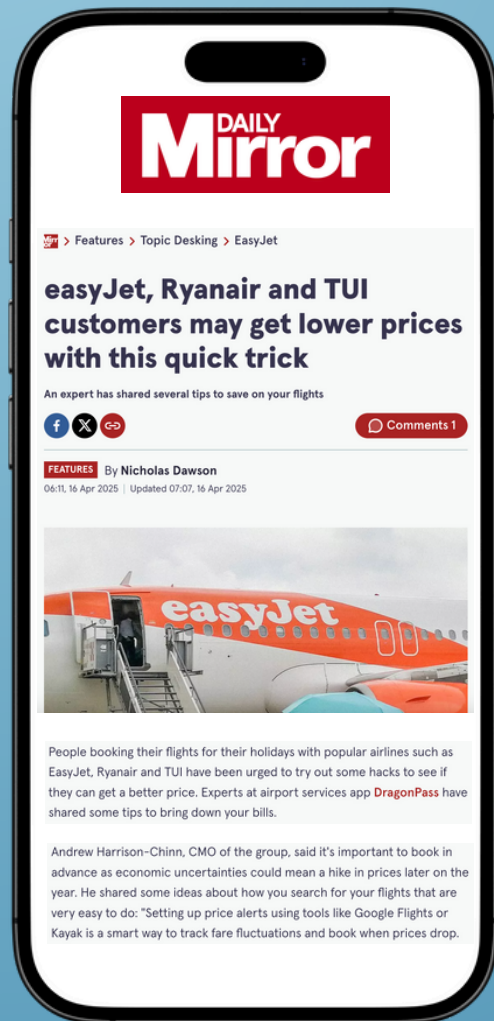 DAILY
Mirror
Features > Topic Desking > EasyJet
easyJet, Ryanair and TUI
customers may get lower prices
with this quick trick
An expert has shared several tips to save on your flights
Comments 1
FEATURES By Nicholas Dawson
06:11, 16 Apr 2025 | Updated 07:07, 16 Apr 2025
easyJet
People booking their flights for their holidays with popular airlines such as
EasyJet, Ryanair and TUI have been urged to try out some hacks to see if
they can get a better price. Experts at airport services app DragonPass have
shared some tips to bring down your bills.
Andrew Harrison-Chinn, CMO of the group, said it's important to book in
advance as economic uncertainties could mean a hike in prices later on the
year. He shared some ideas about how you search for your flights that are
very easy to do: "Setting up price alerts using tools like Google Flights or
Kayak is a smart way to track fare fluctuations and book when prices drop.